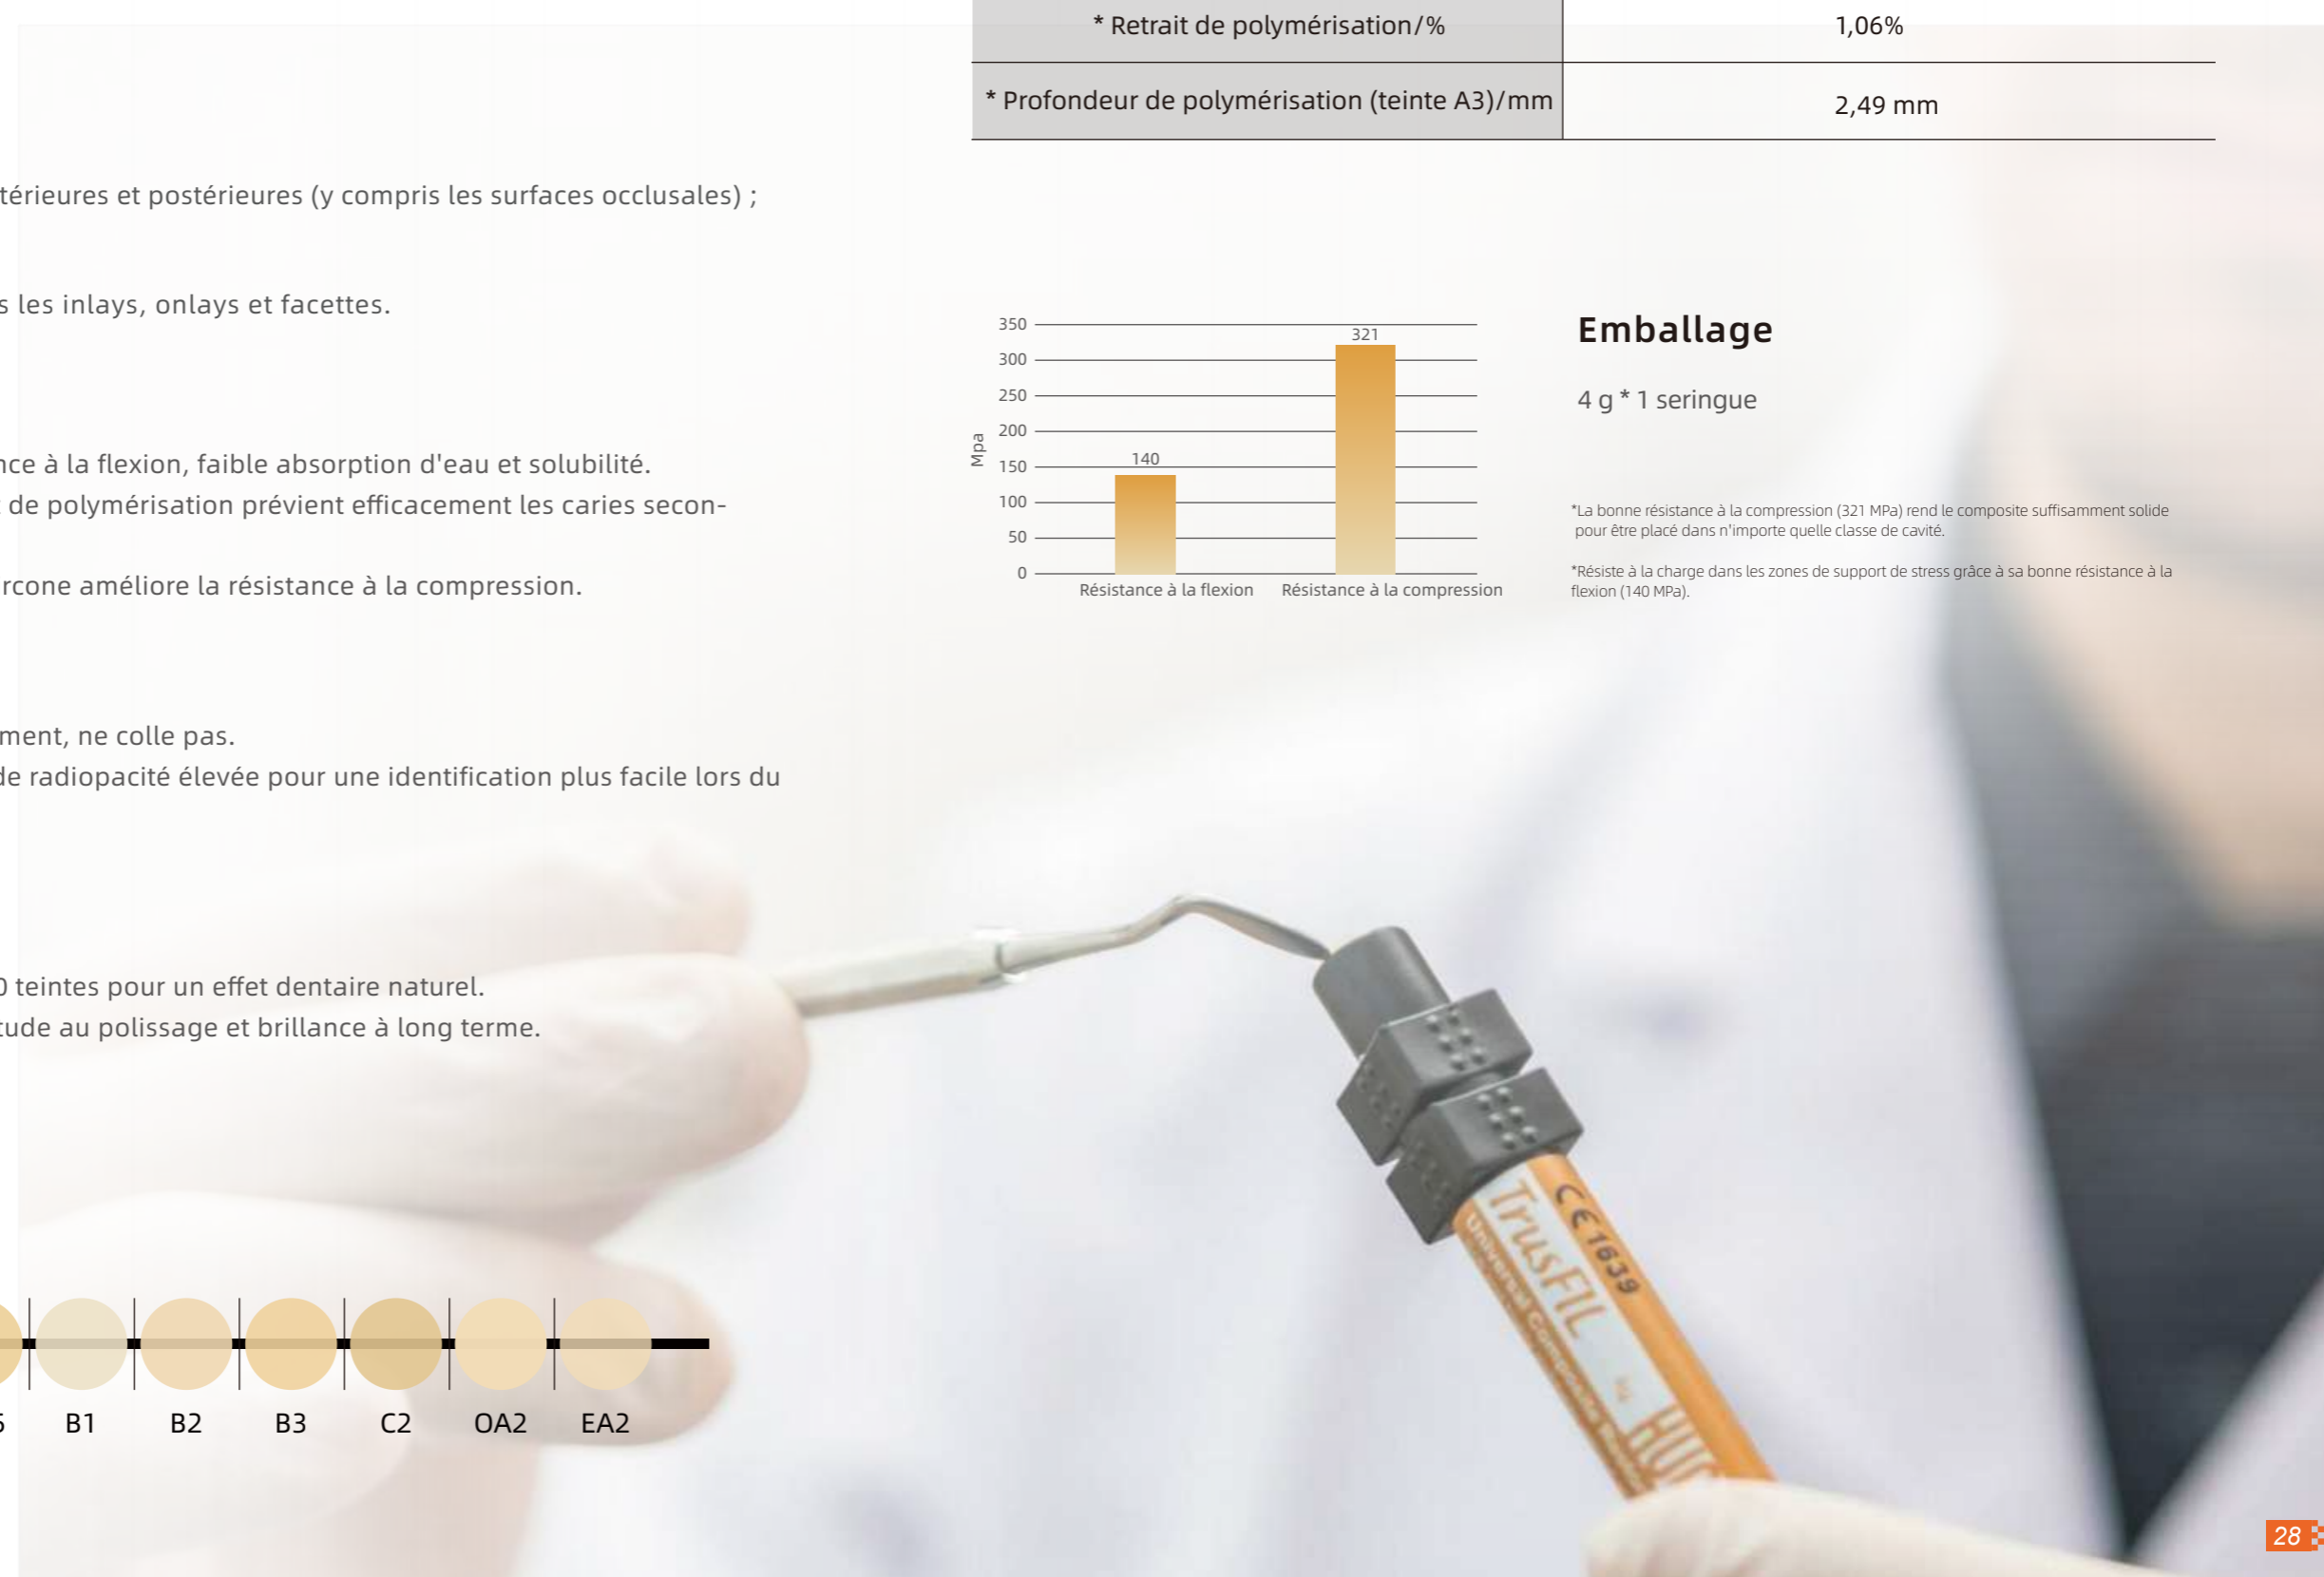 * Retrait de polymérisation/% 1,06%
* Profondeur de polymérisation (teinte A3)/mm 2,49 mm
térieures et postérieures (y compris les surfaces occlusales) ;
s les inlays, onlays et facettes.
nce à la flexion, faible absorption d'eau et solubilité.
de polymérisation prévient efficacement les caries secon-
rcone améliore la résistance à la compression.
ment, ne colle pas.
de radiopacité élevée pour une identification plus facile lors du
0 teintes pour un effet dentaire naturel.
tude au polissage et brillance à long terme.
B1 B2 B3 C2 OA2 EA2
Mpa
350
300
250
200
150
100
50
0
140
321
Résistance à la flexion Résistance à la compression
Emballage
4 g * 1 seringue
*La bonne résistance à la compression (321 MPa) rend le composite suffisamment solide
pour être placé dans n'importe quelle classe de cavité.
*Résiste à la charge dans les zones de support de stress grâce à sa bonne résistance à la
flexion (140 MPa).
CE 1639
TrusFIL
Universal Composite
28